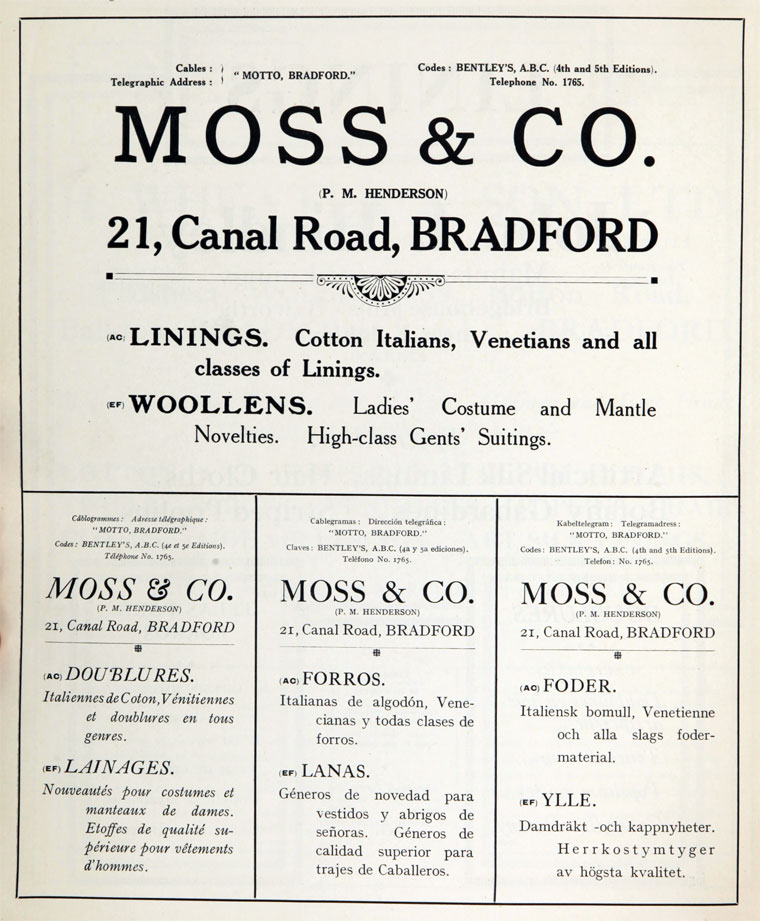 Cables : } "MOTTO, BRADFORD."
Telegraphic Address :
Codes : BENTLEY'S, A.B.C. (4th and 5th Editions).
Telephone No. 1765.
MOSS & CO.
(P. M. HENDERSON)
21, Canal Road, BRADFORD
(AC) LININGS. Cotton Italians, Venetians and all
classes of Linings.
(EF) WOOLLENS. Ladies' Costume and Mantle
Novelties. High-class Gents' Suitings.
Câblogrammes : Adresse télégraphique :
"MOTTO, BRADFORD."
Codes : BENTLEY'S, A.B.C. (4e et 5e Editions).
Téléphone No. 1765.
MOSS & CO.
(P. M. HENDERSON)
21, Canal Road, BRADFORD
(AC) DOUBLURES.
Italiennes de Coton, Vénitiennes
et doublures en tous
genres.
(EF) LAINAGES.
Nouveautés pour costumes et
manteaux de dames.
Etoffes de qualité su-
périeure pour vêtements
d'hommes.
Cablegramas : Dirección telegráfica :
"MOTTO, BRADFORD."
Claves : BENTLEY'S, A.B.C. (4a y 5a ediciones).
Teléfono No. 1765.
MOSS & CO.
(P. M. HENDERSON)
21, Canal Road, BRADFORD
(AC) FORROS.
Italianas de algodón, Vene-
cianas y todas clases de
forros.
(EF) LANAS.
Géneros de novedad para
vestidos y abrigos de
señoras. Géneros de
calidad superior para
trajes de Caballeros.
Kabeltelegram : Telegramadress :
"MOTTO, BRADFORD."
Codes : BENTLEY'S, A.B.C. (4th and 5th Editions).
Telefon : No. 1765.
MOSS & CO.
(P. M. HENDERSON)
21, Canal Road, BRADFORD
(AC) FODER.
Italiensk bomull, Venetienne
och alla slags foder-
material.
(EF) YLLE.
Damdräkt -och kappnyheter.
Herrkostymtyger
av högsta kvalitet.